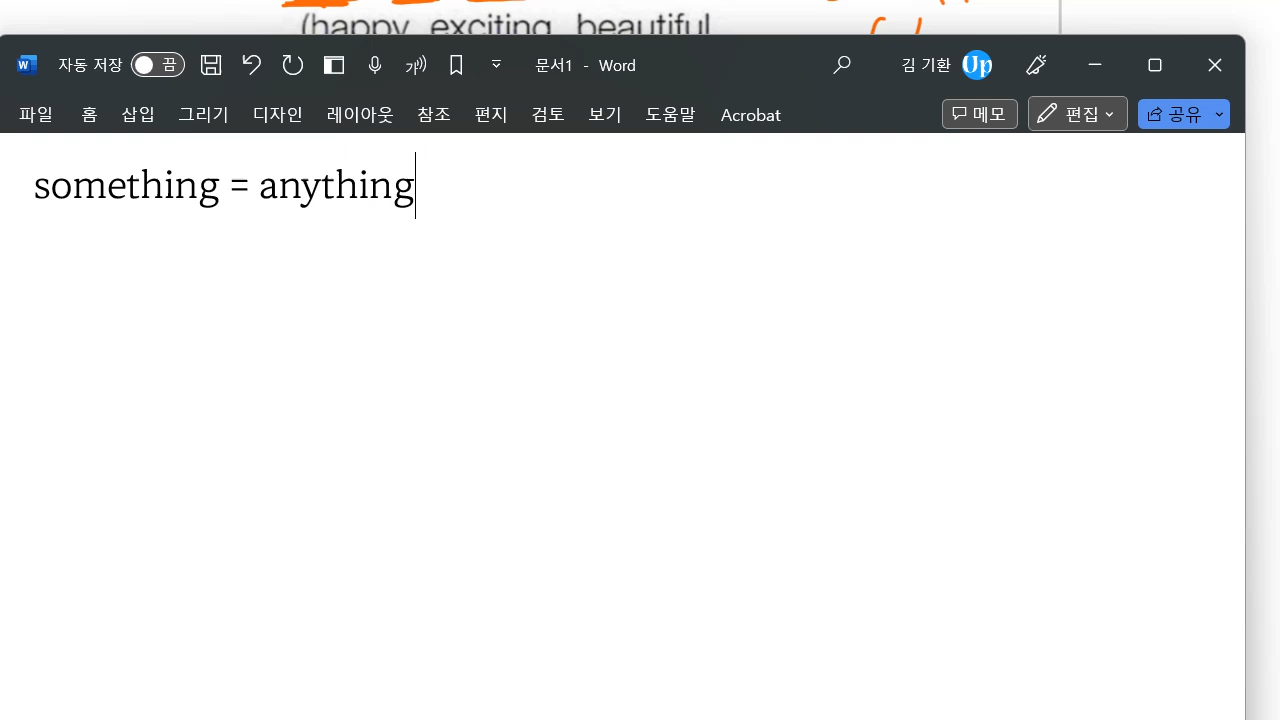 (happy exciting beautiful
자동 저장 끔 가 문서1 - Word 김 기환 Up
파일 홈 삽입 그리기 디자인 레이아웃 참조 편지 검토 보기 도움말 Acrobat 메모 편집 공유
something = anything